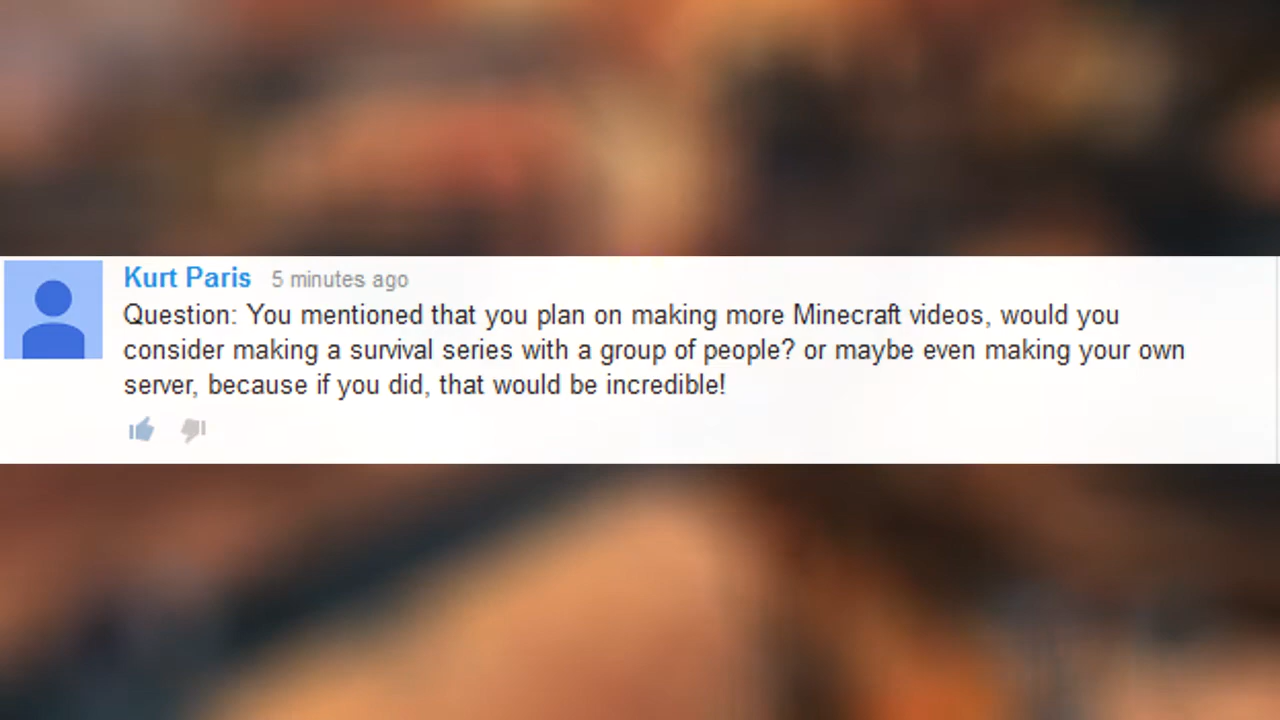 Kurt Paris 5 minutes ago
Question: You mentioned that you plan on making more Minecraft videos, would you
consider making a survival series with a group of people? or maybe even making your own
server, because if you did, that would be incredible!